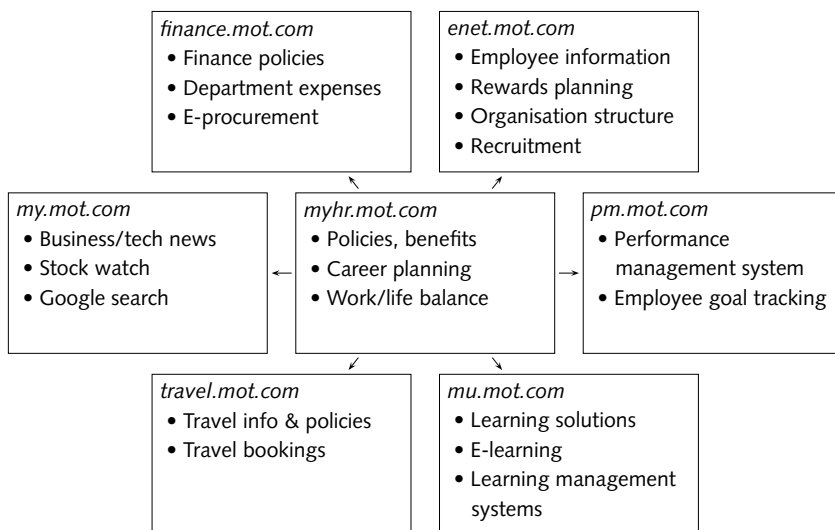 finance.mot.com
• Finance policies
• Department expenses
• E-procurement
enet.mot.com
• Employee information
• Rewards planning
• Organisation structure
• Recruitment
my.mot.com
• Business/tech news
• Stock watch
• Google search
myhr.mot.com
• Policies, benefits
• Career planning
• Work/life balance
pm.mot.com
• Performance
management system
• Employee goal tracking
travel.mot.com
• Travel info & policies
• Travel bookings
mu.mot.com
• Learning solutions
• E-learning
• Learning management
systems